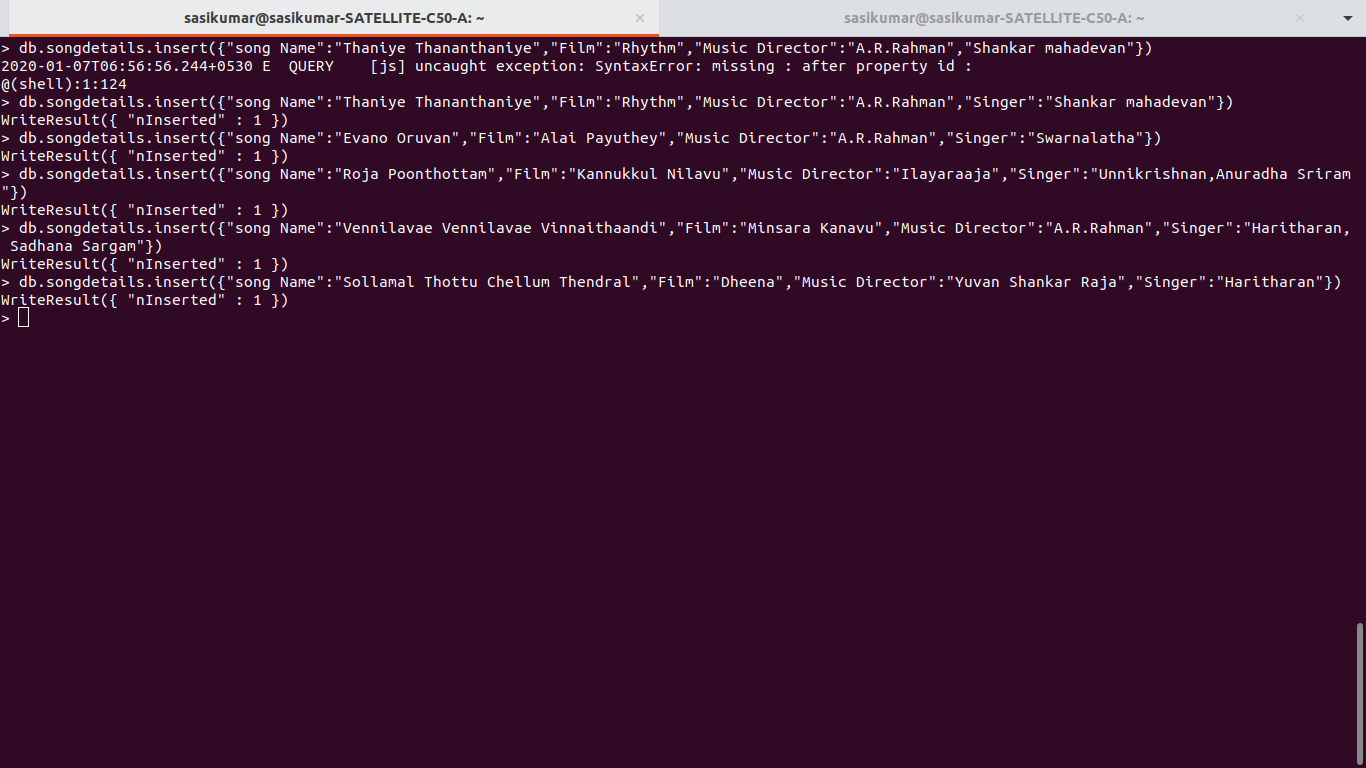 sasikumar@sasikumar-SATELLITE-C50-A: ~
sasikumar@sasikumar-SATELLITE-C50-A: ~
> db.songdetails.insert({"song Name":"Thaniye Thananthaniye","Film":"Rhythm","Music Director":"A.R.Rahman","Shankar mahadevan"})
2020-01-07T06:56:56.244+0530 E  QUERY    [js] uncaught exception: SyntaxError: missing : after property id :
@(shell):1:124
> db.songdetails.insert({"song Name":"Thaniye Thananthaniye","Film":"Rhythm","Music Director":"A.R.Rahman","Singer":"Shankar mahadevan"})
WriteResult({ "nInserted" : 1 })
> db.songdetails.insert({"song Name":"Evano Oruvan","Film":"Alai Payuthey","Music Director":"A.R.Rahman","Singer":"Swarnalatha"})
WriteResult({ "nInserted" : 1 })
> db.songdetails.insert({"song Name":"Roja Poonthottam","Film":"Kannukkul Nilavu","Music Director":"Ilayaraaja","Singer":"Unnikrishnan,Anuradha Sriram
"})
WriteResult({ "nInserted" : 1 })
> db.songdetails.insert({"song Name":"Vennilavae Vennilavae Vinnaithaandi","Film":"Minsara Kanavu","Music Director":"A.R.Rahman","Singer":"Haritharan,
 Sadhana Sargam"})
WriteResult({ "nInserted" : 1 })
> db.songdetails.insert({"song Name":"Sollamal Thottu Chellum Thendral","Film":"Dheena","Music Director":"Yuvan Shankar Raja","Singer":"Haritharan"})
WriteResult({ "nInserted" : 1 })
>